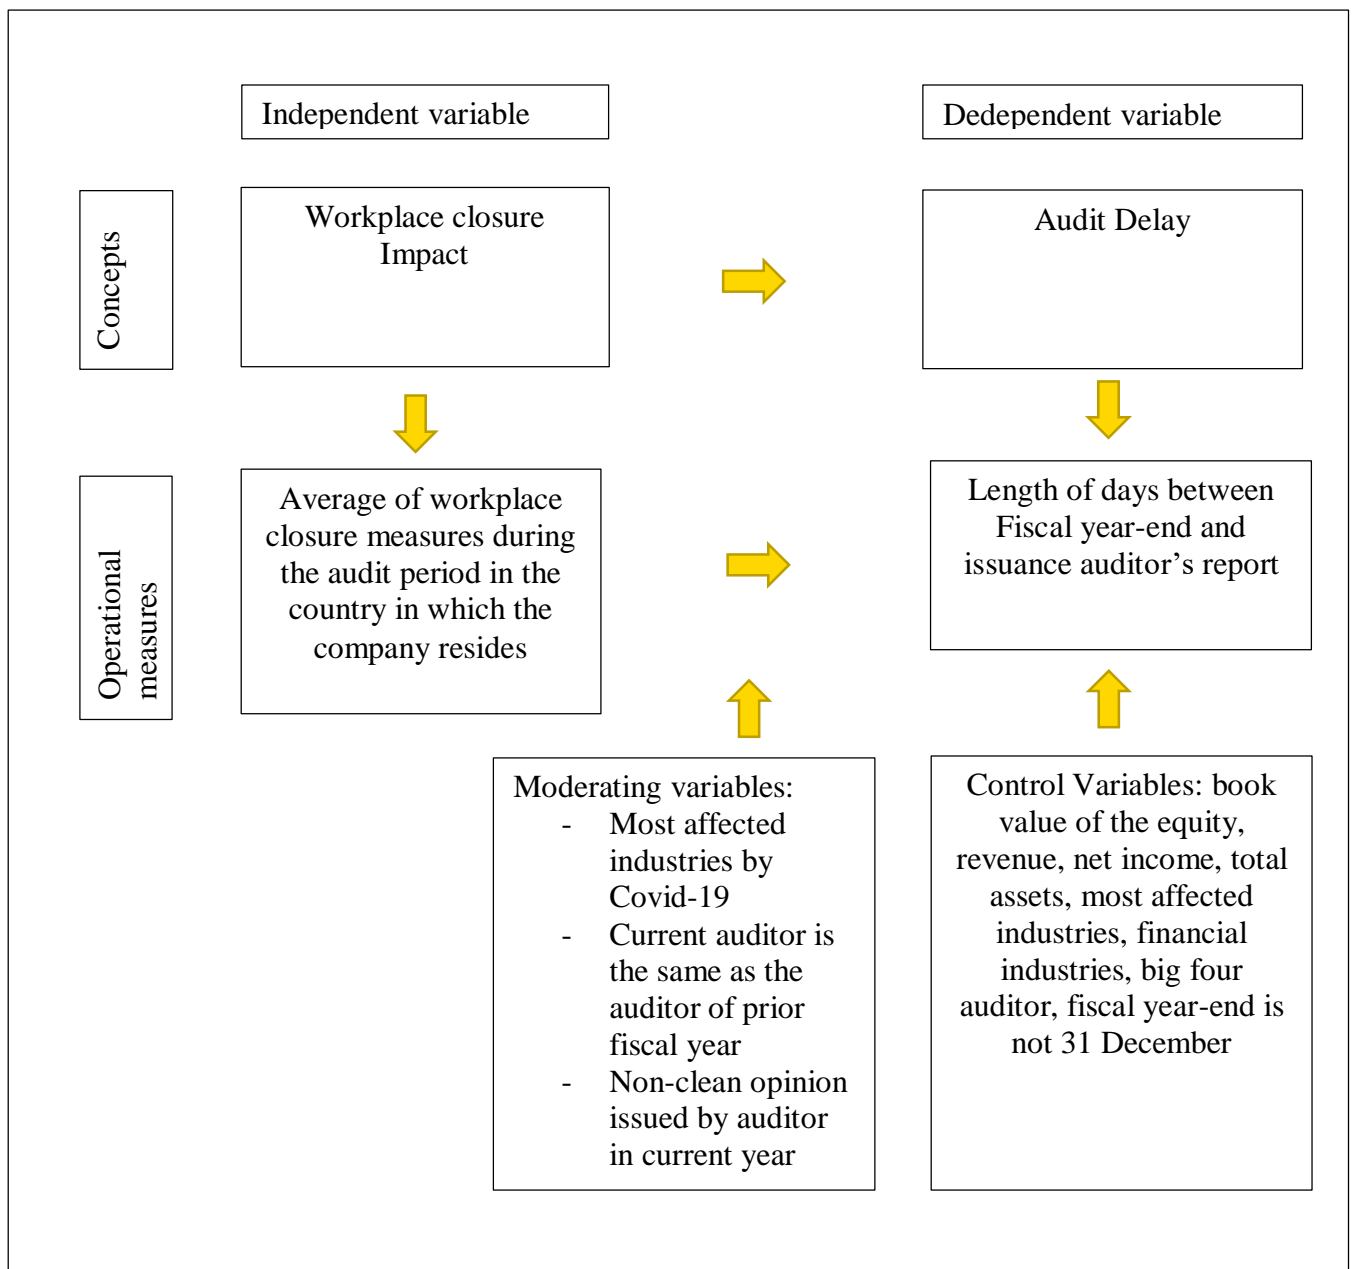 Independent variable
Dedependent variable
Concepts
Workplace closure
Impact
Audit Delay
Operational
measures
Average of workplace
closure measures during
the audit period in the
country in which the
company resides
Length of days between
Fiscal year-end and
issuance auditor’s report
Moderating variables:
- Most affected
industries by
Covid-19
- Current auditor is
the same as the
auditor of prior
fiscal year
- Non-clean opinion
issued by auditor
in current year
Control Variables: book
value of the equity,
revenue, net income, total
assets, most affected
industries, financial
industries, big four
auditor, fiscal year-end is
not 31 December